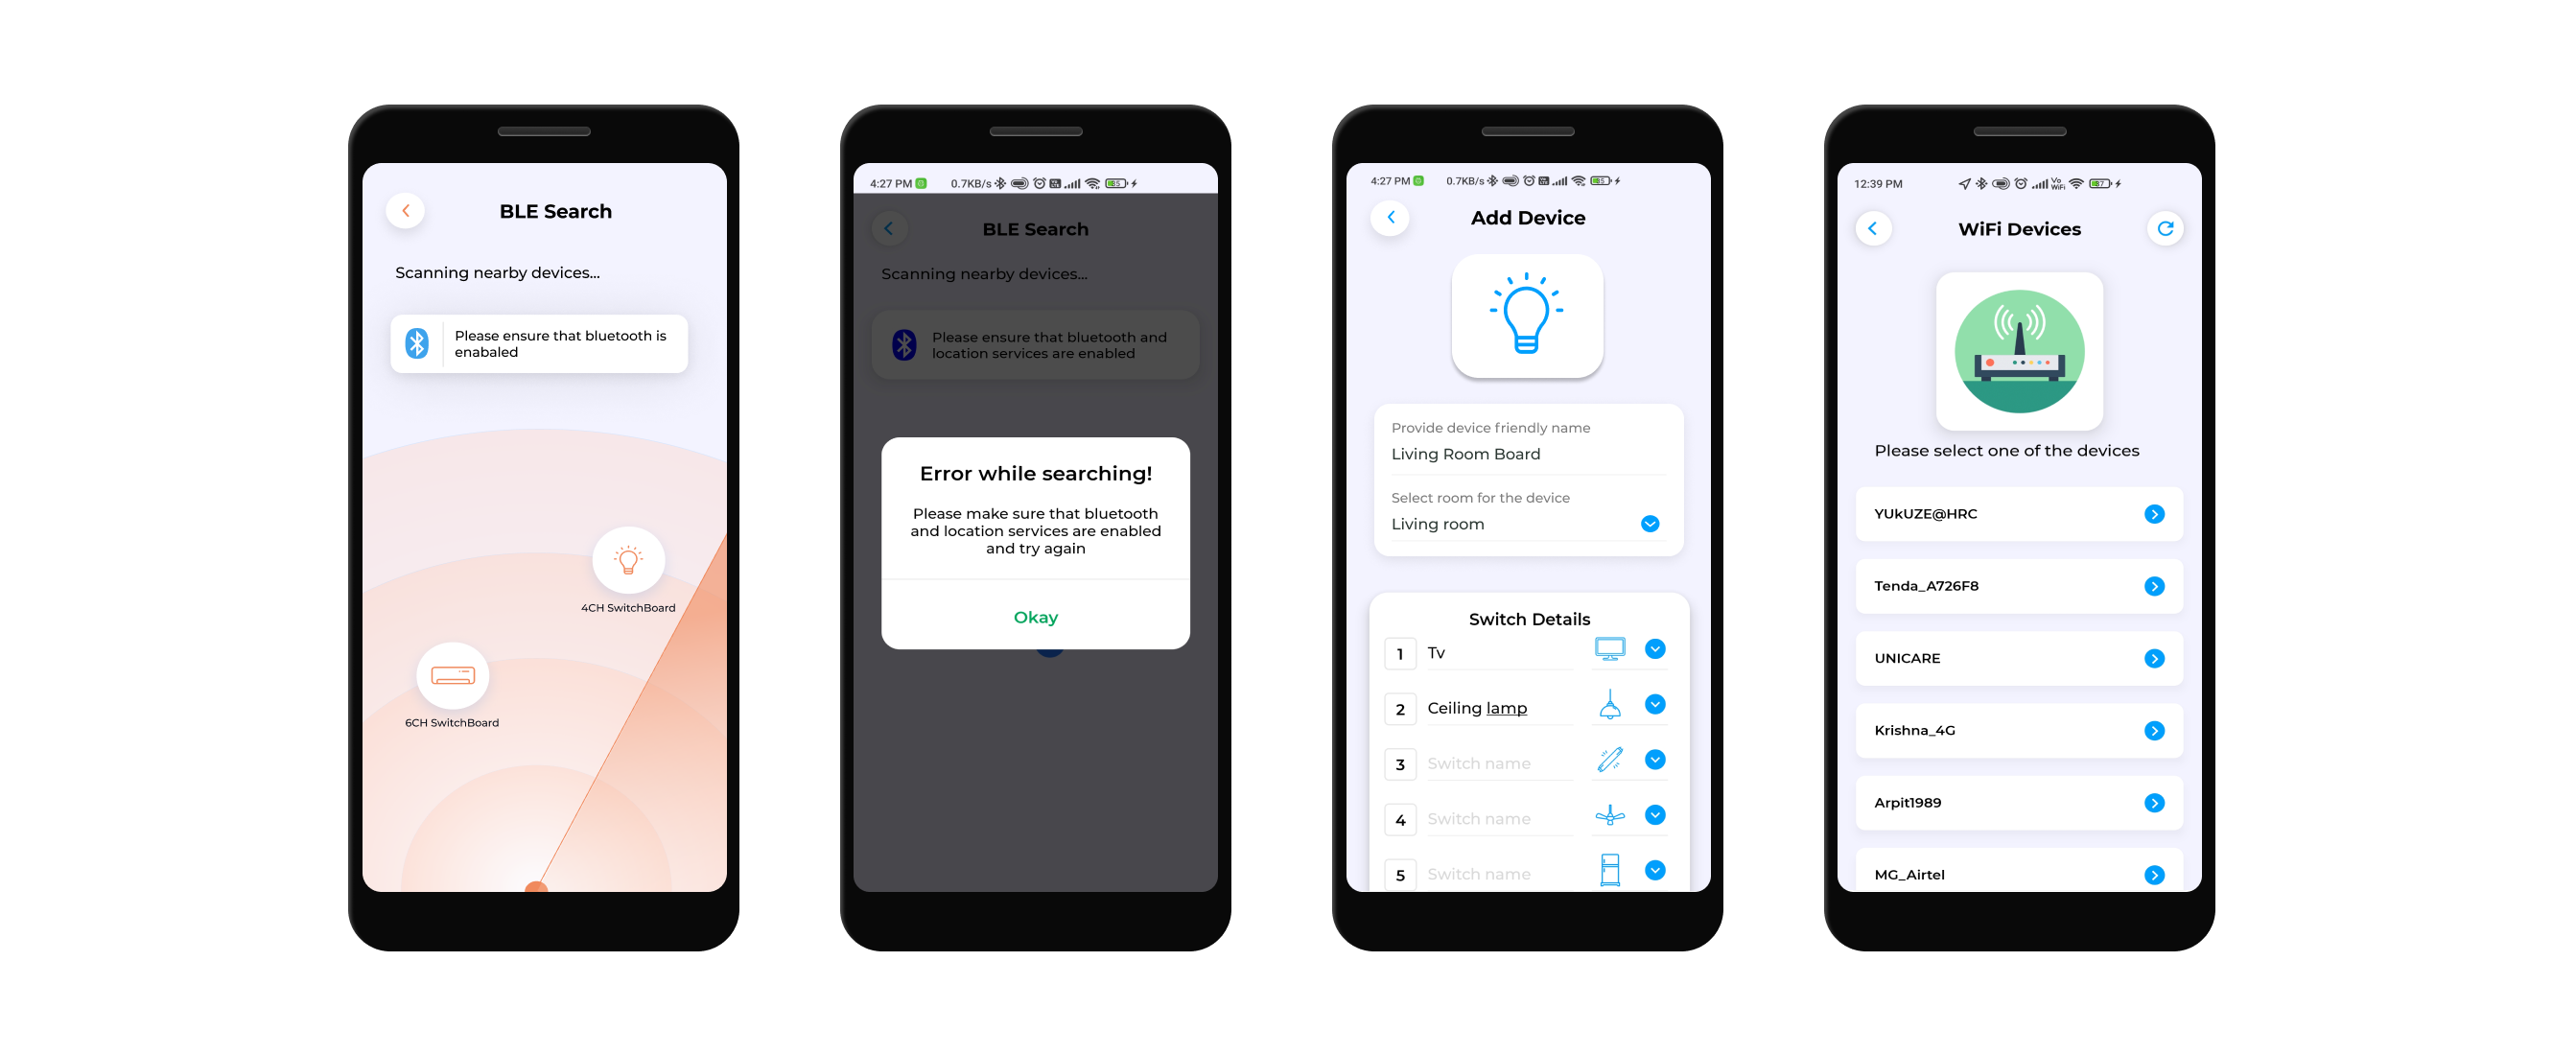 BLE Search
Scanning nearby devices...
Please ensure that bluetooth is
enabaled
4CH SwitchBoard
6CH SwitchBoard
4:27 PM
0.7KB/s
85
BLE Search
Scanning nearby devices...
Please ensure that bluetooth and
location services are enabled
Error while searching!
Please make sure that bluetooth
and location services are enabled
and try again
Okay
4:27 PM
0.7KB/s
85
Add Device
Provide device friendly name
Living Room Board
Select room for the device
Living room
Switch Details
1 Tv
2 Ceiling lamp
3 Switch name
4 Switch name
5 Switch name
12:39 PM
Vo
WiFi
87
WiFi Devices
Please select one of the devices
YUkUZE@HRC
Tenda_A726F8
UNICARE
Krishna_4G
Arpit1989
MG_Airtel